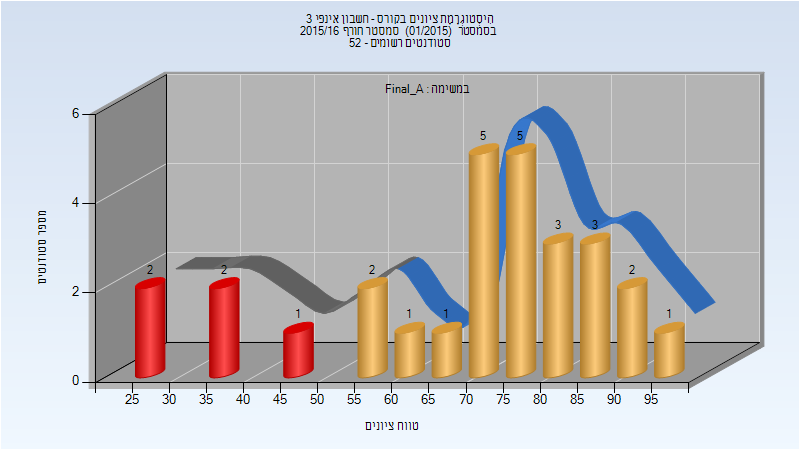 היסטוגרמת ציונים בקורס - חשבון אינפי 3
בסמסטר (01/2015) סמסטר חורף 2015/16
סטודנטים רשומים - 52
במשימה : Final_A
מספר סטודנטים
6
4
2
0
2
2
1
2
1
1
5
5
3
3
2
1
25 30 35 40 45 50 55 60 65 70 75 80 85 90 95
טווח ציונים